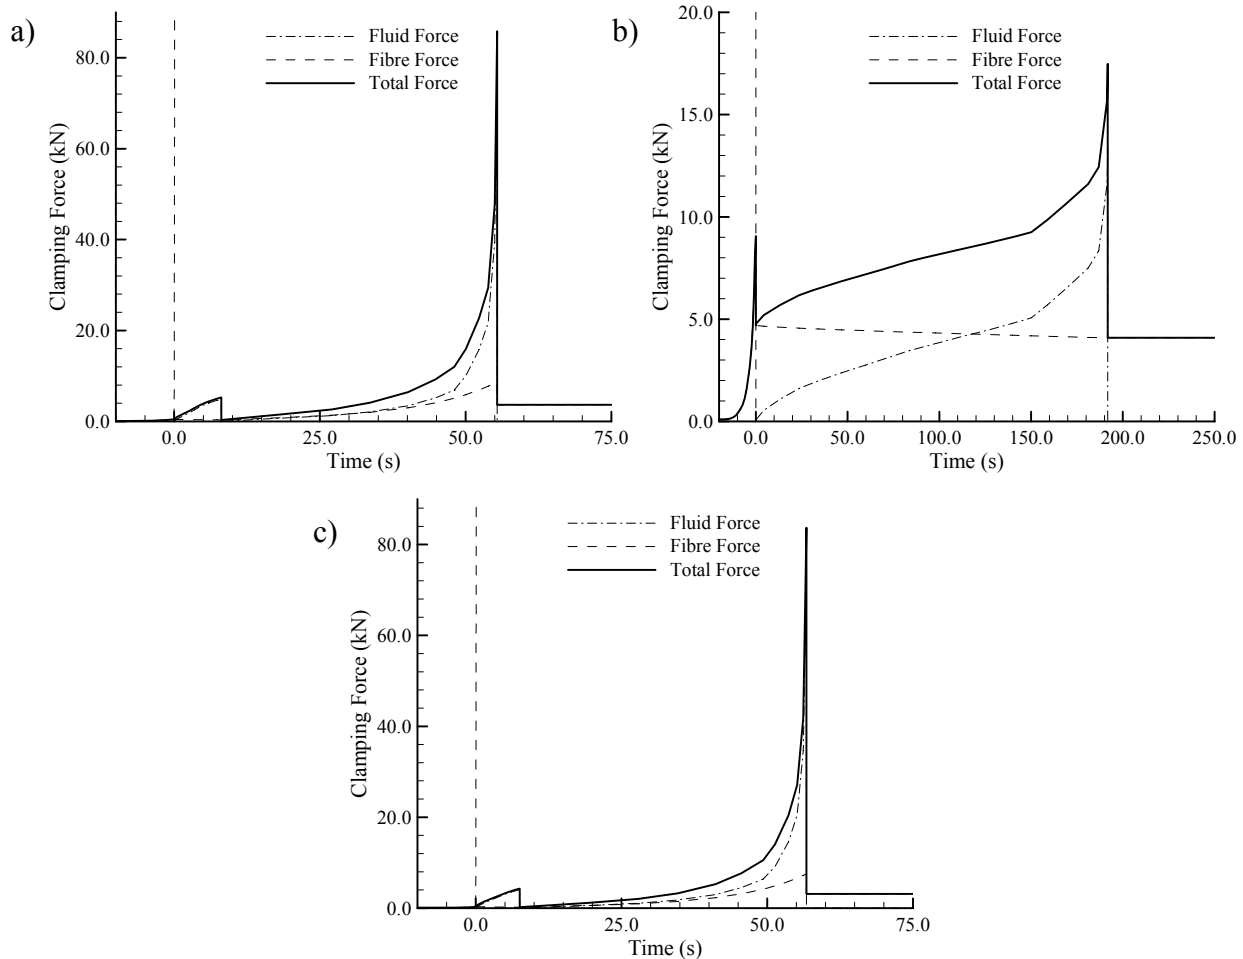 a)
Fluid Force
Fibre Force
Total Force
80.0
60.0
40.0
20.0
0.0
Clamping Force (kN)
0.0 25.0 50.0 75.0
Time (s)
b)
Fluid Force
Fibre Force
Total Force
20.0
15.0
10.0
5.0
0.0
Clamping Force (kN)
0.0 50.0 100.0 150.0 200.0 250.0
Time (s)
c)
Fluid Force
Fibre Force
Total Force
80.0
60.0
40.0
20.0
0.0
Clamping Force (kN)
0.0 25.0 50.0 75.0
Time (s)